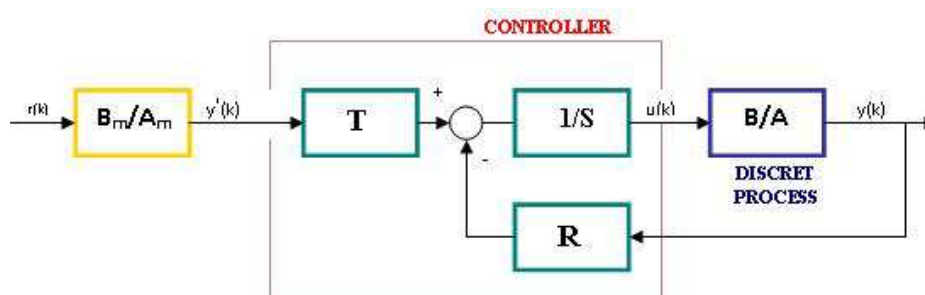 CONTROLLER
r(k)
Bm/Am
y'(k)
T
+
-
1/S
u(k)
B/A
y(k)
DISCRET
PROCESS
R